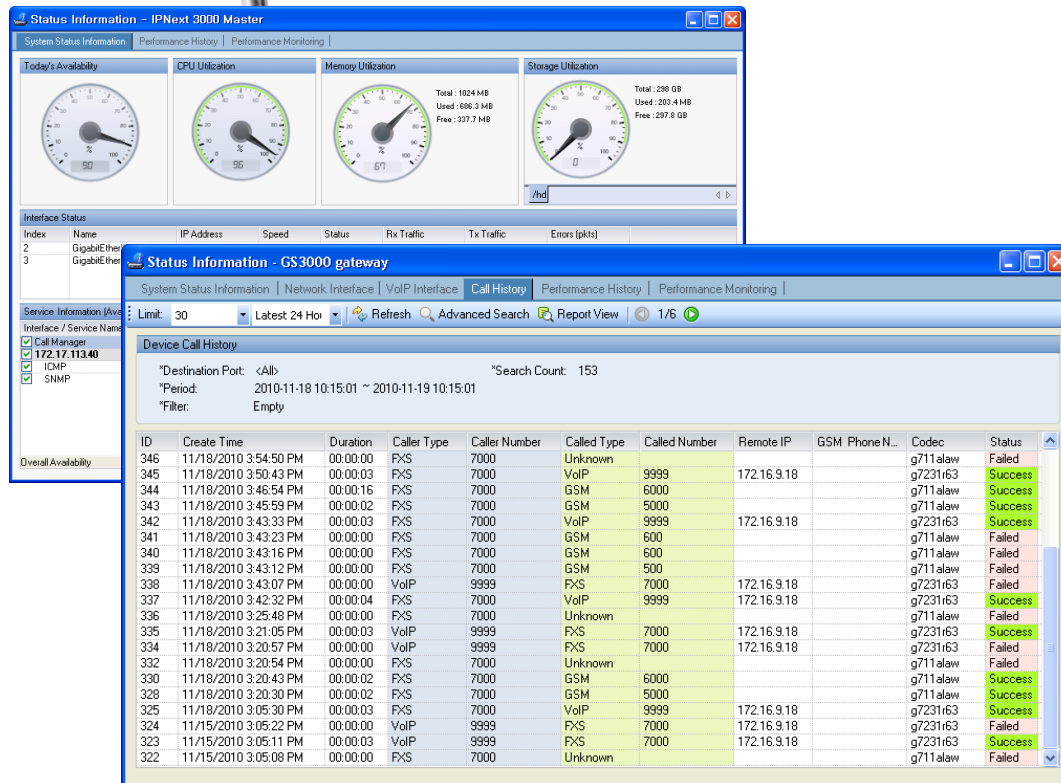 Status Information - IPNext 3000 Master
System Status Information Performance History Performance Monitoring
Today's Availability CPU Utilization Memory Utilization Storage Utilization
Total : 1024 MB
Used : 686.3 MB
Free : 337.7 MB
Total : 298 GB
Used : 203.4 MB
Free : 297.8 GB
90 96 67 0
/hd
Interface Status
Index Name IP Address Speed Status Rx Traffic Tx Traffic Errors (pkts)
2 GigabitEther
3 GigabitEther
Service Information (Ava
Interface / Service Name
Call Manager
172.17.113.40
ICMP
SNMP
Overall Availability
Status Information - GS3000 gateway
System Status Information Network Interface VoIP Interface Call History Performance History Performance Monitoring
Limit: 30 Latest 24 Hou Refresh Advanced Search Report View 1/6
Device Call History
*Destination Port: <All> *Search Count: 153
*Period: 2010-11-18 10:15:01 ~ 2010-11-19 10:15:01
*Filter: Empty
ID Create Time Duration Caller Type Caller Number Called Type Called Number Remote IP GSM Phone N... Codec Status
346 11/18/2010 3:54:50 PM 00:00:00 FXS 7000 Unknown g711alaw Failed
345 11/18/2010 3:50:43 PM 00:00:03 FXS 7000 VoIP 9999 172.16.9.18 g7231r63 Success
344 11/18/2010 3:46:54 PM 00:00:16 FXS 7000 GSM 6000 g711alaw Success
343 11/18/2010 3:45:59 PM 00:00:02 FXS 7000 GSM 5000 g711alaw Success
342 11/18/2010 3:43:33 PM 00:00:03 FXS 7000 VoIP 9999 172.16.9.18 g7231r63 Success
341 11/18/2010 3:43:23 PM 00:00:00 FXS 7000 GSM 600 g711alaw Failed
340 11/18/2010 3:43:16 PM 00:00:00 FXS 7000 GSM 600 g711alaw Failed
339 11/18/2010 3:43:12 PM 00:00:00 FXS 7000 GSM 500 g711alaw Failed
338 11/18/2010 3:43:07 PM 00:00:00 VoIP 9999 FXS 7000 172.16.9.18 g7231r63 Failed
337 11/18/2010 3:42:32 PM 00:00:04 FXS 7000 VoIP 9999 172.16.9.18 g7231r63 Success
336 11/18/2010 3:25:48 PM 00:00:00 FXS 7000 Unknown g711alaw Failed
335 11/18/2010 3:21:05 PM 00:00:03 VoIP 9999 FXS 7000 172.16.9.18 g7231r63 Success
334 11/18/2010 3:20:57 PM 00:00:00 VoIP 9999 FXS 7000 172.16.9.18 g7231r63 Failed
332 11/18/2010 3:20:54 PM 00:00:00 FXS 7000 Unknown g711alaw Failed
330 11/18/2010 3:20:43 PM 00:00:02 FXS 7000 GSM 6000 g711alaw Success
328 11/18/2010 3:20:30 PM 00:00:02 FXS 7000 GSM 5000 g711alaw Success
325 11/18/2010 3:05:30 PM 00:00:03 FXS 7000 VoIP 9999 172.16.9.18 g7231r63 Success
324 11/15/2010 3:05:22 PM 00:00:00 VoIP 9999 FXS 7000 172.16.9.18 g7231r63 Failed
323 11/15/2010 3:05:11 PM 00:00:03 VoIP 9999 FXS 7000 172.16.9.18 g7231r63 Success
322 11/15/2010 3:05:08 PM 00:00:00 FXS 7000 Unknown g711alaw Failed